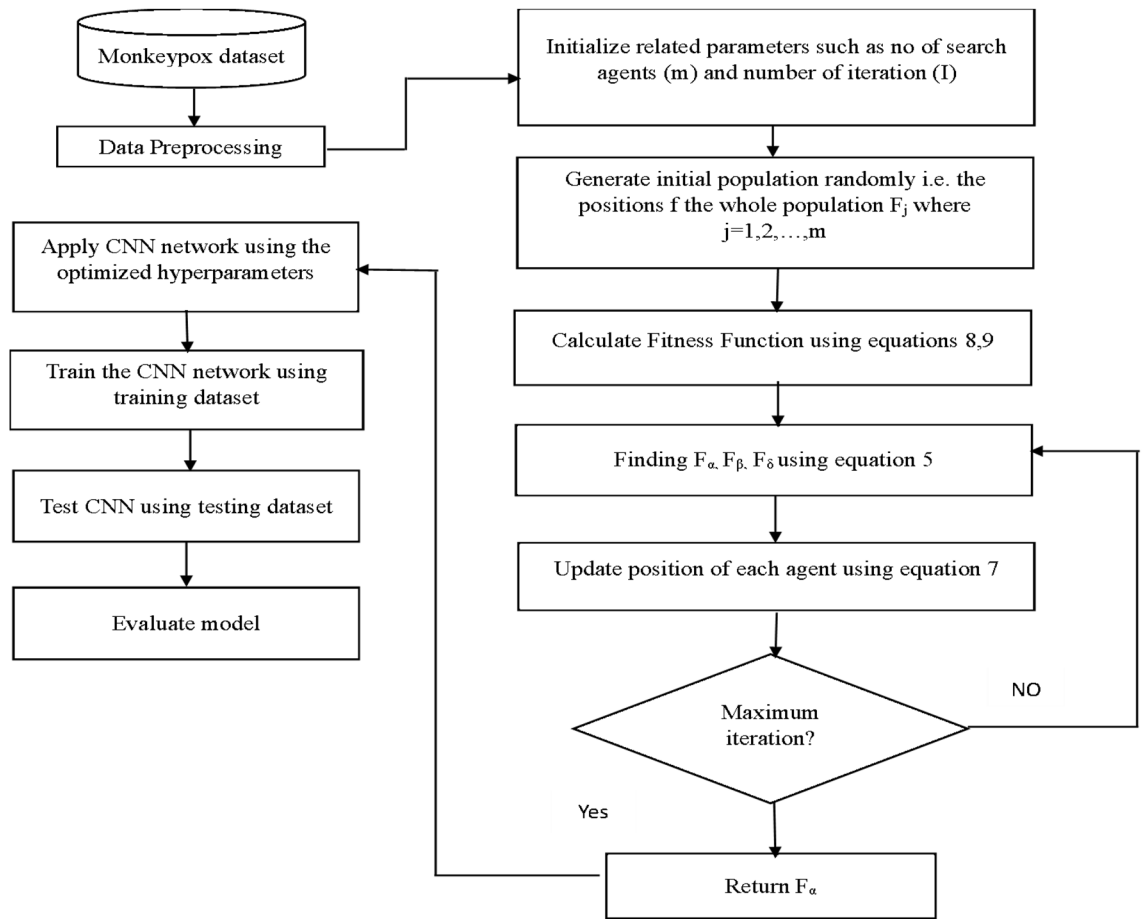 Monkeypox dataset
Data Preprocessing
Initialize related parameters such as no of search
agents (m) and number of iteration (I)
Generate initial population randomly i.e. the
positions f the whole population Fj where
j=1,2,…,m
Calculate Fitness Function using equations 8,9
Finding Fα, Fβ, Fδ using equation 5
Update position of each agent using equation 7
Maximum
iteration?
NO
Yes
Return Fα
Apply CNN network using the
optimized hyperparameters
Train the CNN network using
training dataset
Test CNN using testing dataset
Evaluate model